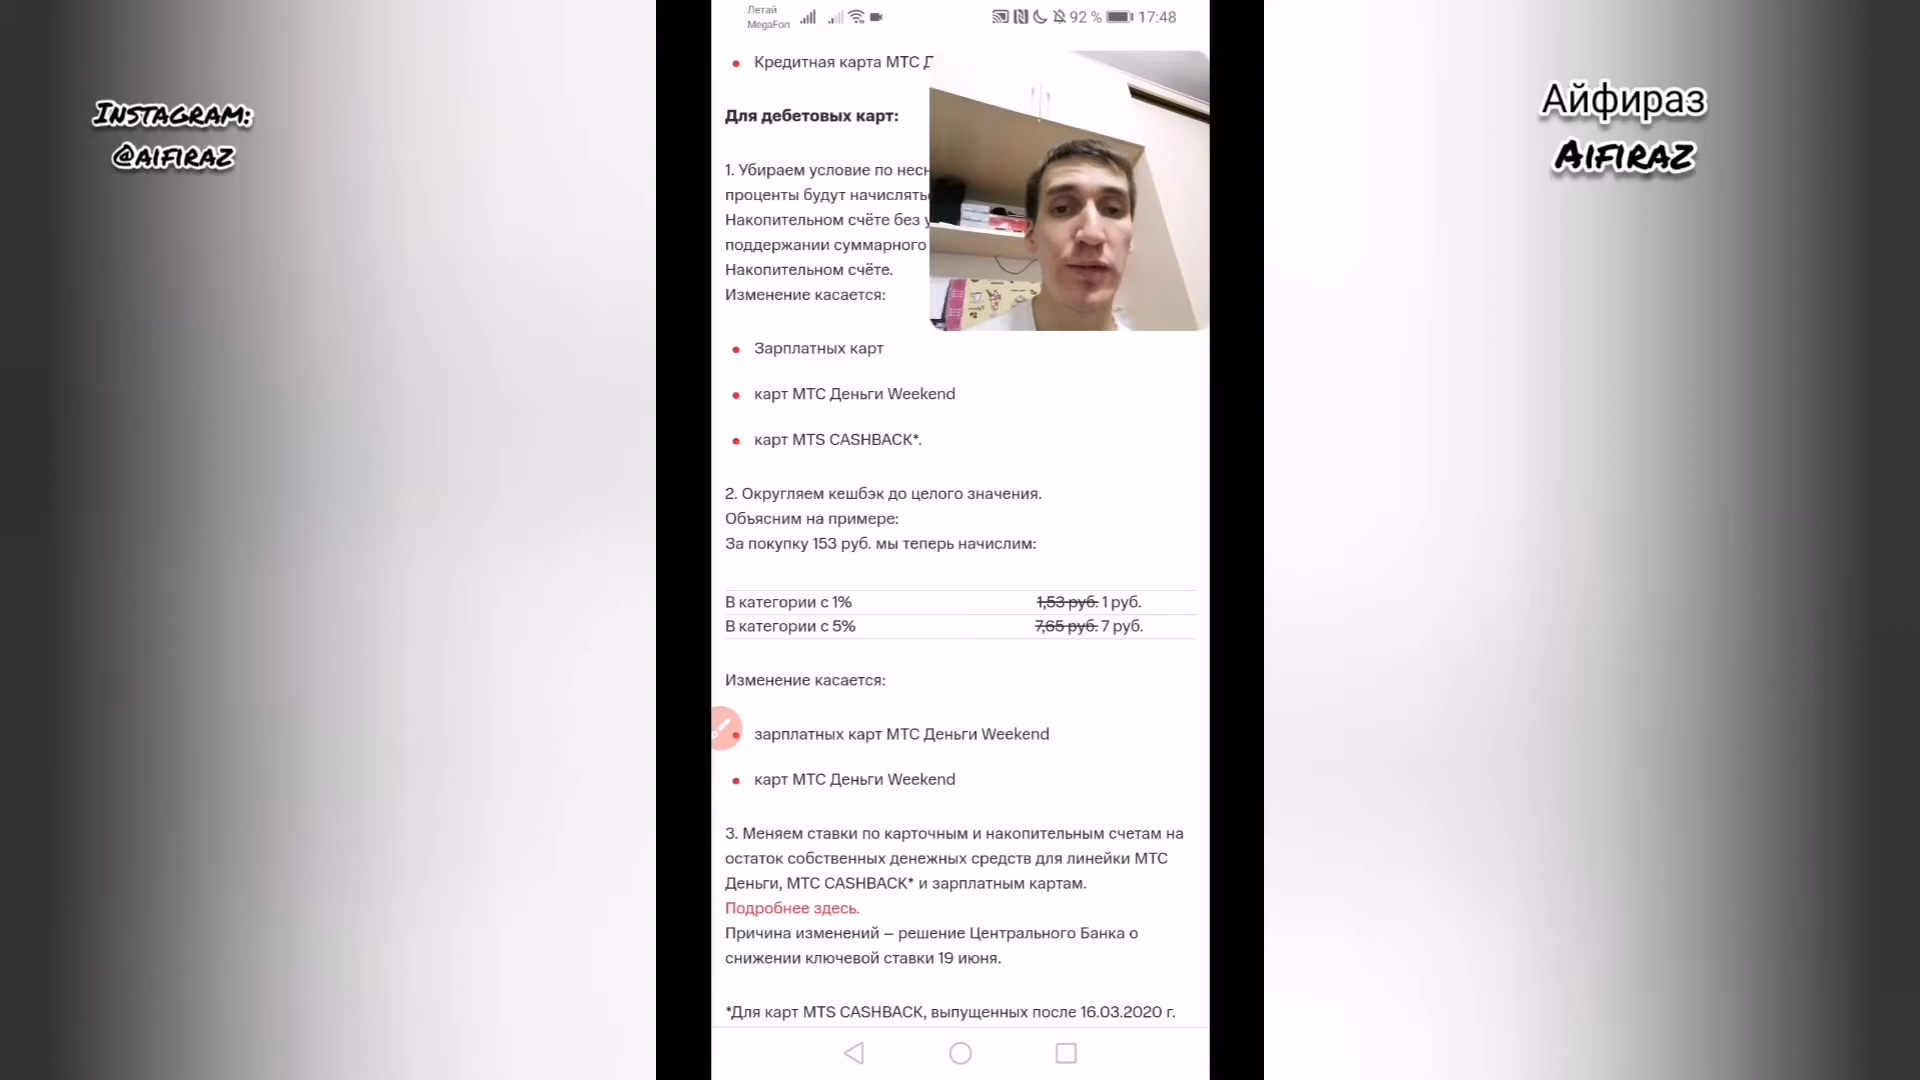 Летай
MegaFon
92 %
17:48
INSTAGRAM:
@AIFIRAZ
Айфираз
AIFIRAZ
Кредитная карта МТС
Для дебетовых карт:
1. Убираем условие по
проценты будут
Накопительном счёте без
поддержании суммарного
Накопительном счёте.
Изменение касается:
Зарплатных карт
карт МТС Деньги Weekend
карт MTS CASHBACK*.
2. Округляем кешбэк до целого значения.
Объясним на примере:
За покупку 153 руб. мы теперь начислим:
В категории с 1% 1,53 руб. 1 руб.
В категории с 5% 7,65 руб. 7 руб.
Изменение касается:
зарплатных карт МТС Деньги Weekend
карт МТС Деньги Weekend
3. Меняем ставки по карточным и накопительным счетам на
остаток собственных денежных средств для линейки МТС
Деньги, МТС CASHBACK* и зарплатным картам.
Подробнее здесь.
Причина изменений – решение Центрального Банка о
снижении ключевой ставки 19 июня.
*Для карт MTS CASHBACK, выпущенных после 16.03.2020 г.